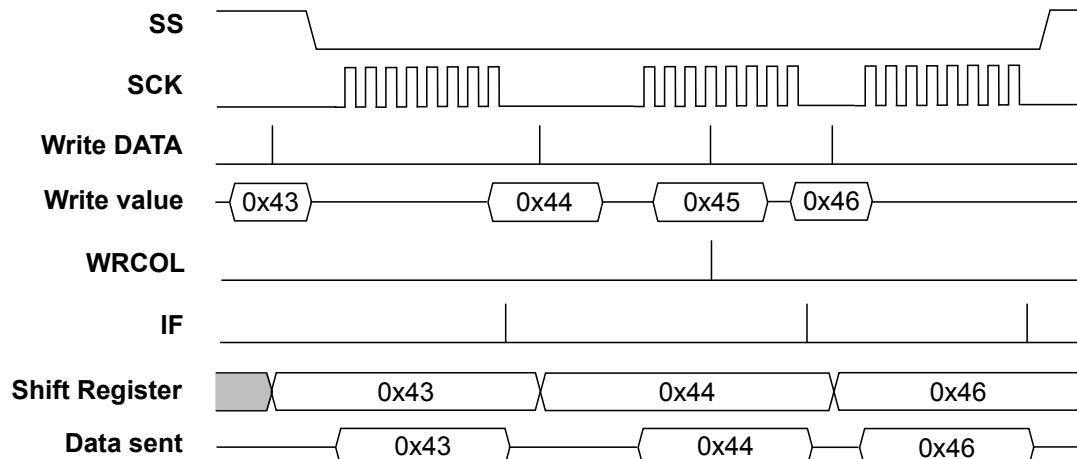 SS
SCK
Write DATA
Write value 0x43 0x44 0x45 0x46
WRCOL
IF
Shift Register 0x43 0x44 0x46
Data sent 0x43 0x44 0x46